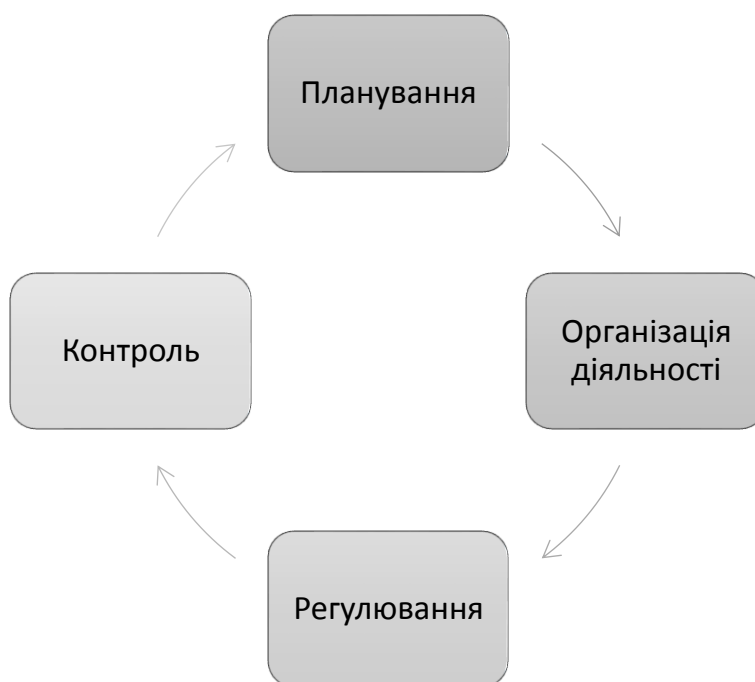 Планування
Організація
діяльності
Регулювання
Контроль